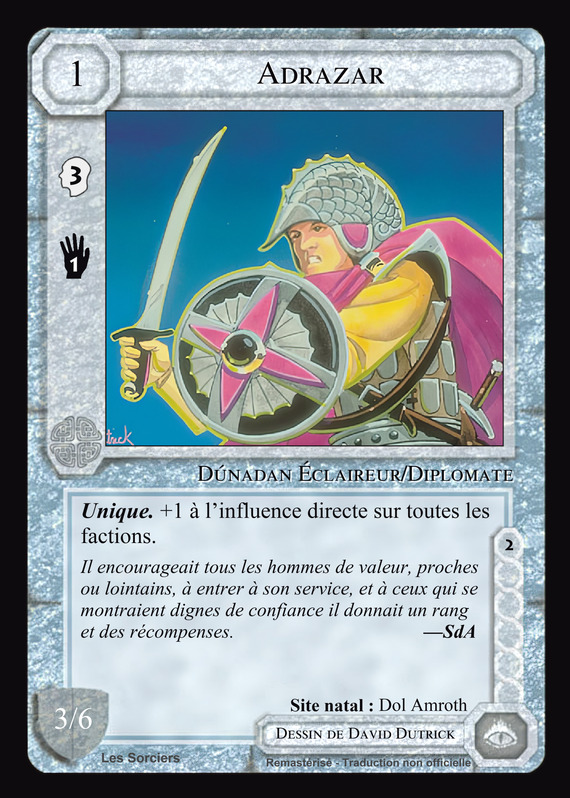 1
ADRAZAR
3
1
DÚNADAN ÉCLAIREUR/DIPLOMATE
Unique. +1 à l'influence directe sur toutes les
factions.
2
Il encourageait tous les hommes de valeur, proches
ou lointains, à entrer à son service, et à ceux qui se
montraient dignes de confiance il donnait un rang
et des récompenses. —SdA
Site natal : Dol Amroth
3/6
DESSIN DE DAVID DUTRICK
Les Sorciers
Remastérisé - Traduction non officielle